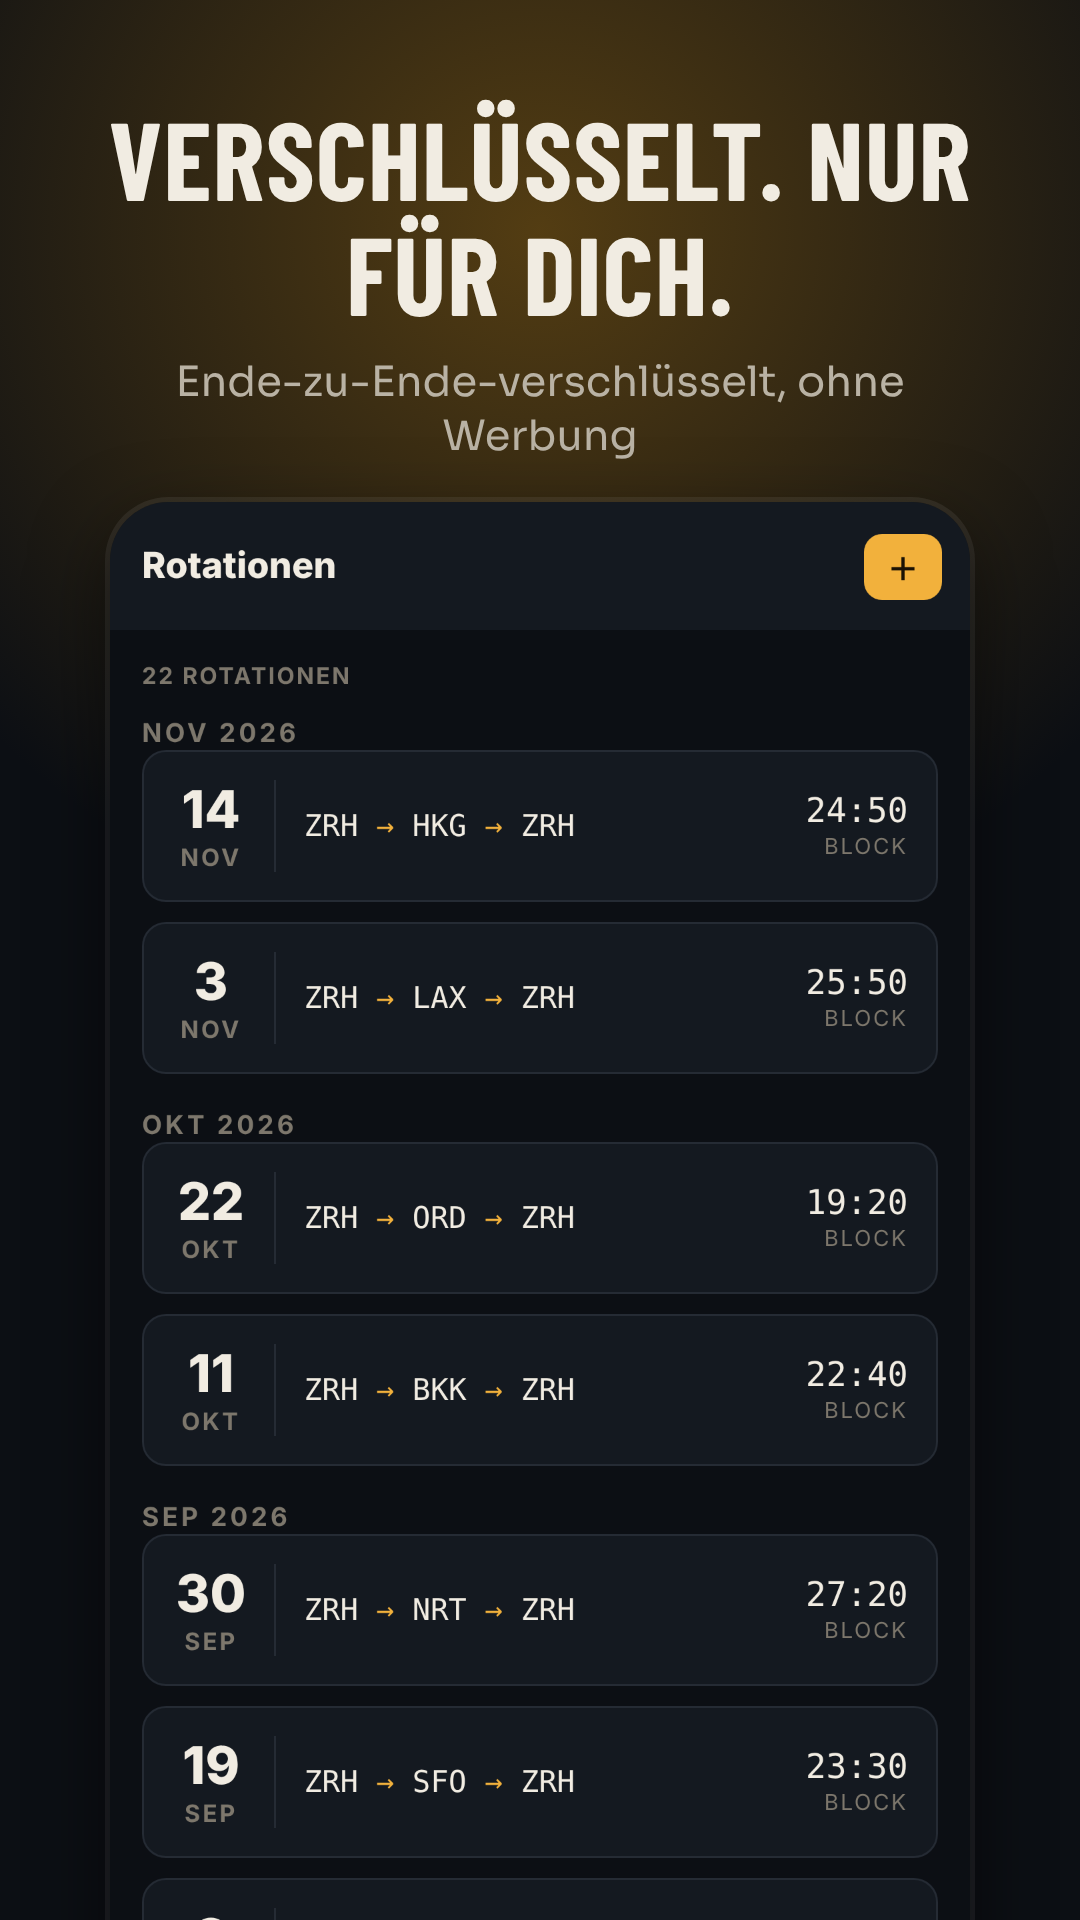 VERSCHLÜSSELT. NUR
FÜR DICH.
Ende-zu-Ende-verschlüsselt, ohne
Werbung
Rotationen
+
22 ROTATIONEN
NOV 2026
14
NOV
ZRH → HKG → ZRH
24:50
BLOCK
3
NOV
ZRH → LAX → ZRH
25:50
BLOCK
OKT 2026
22
OKT
ZRH → ORD → ZRH
19:20
BLOCK
11
OKT
ZRH → BKK → ZRH
22:40
BLOCK
SEP 2026
30
SEP
ZRH → NRT → ZRH
27:20
BLOCK
19
SEP
ZRH → SFO → ZRH
23:30
BLOCK